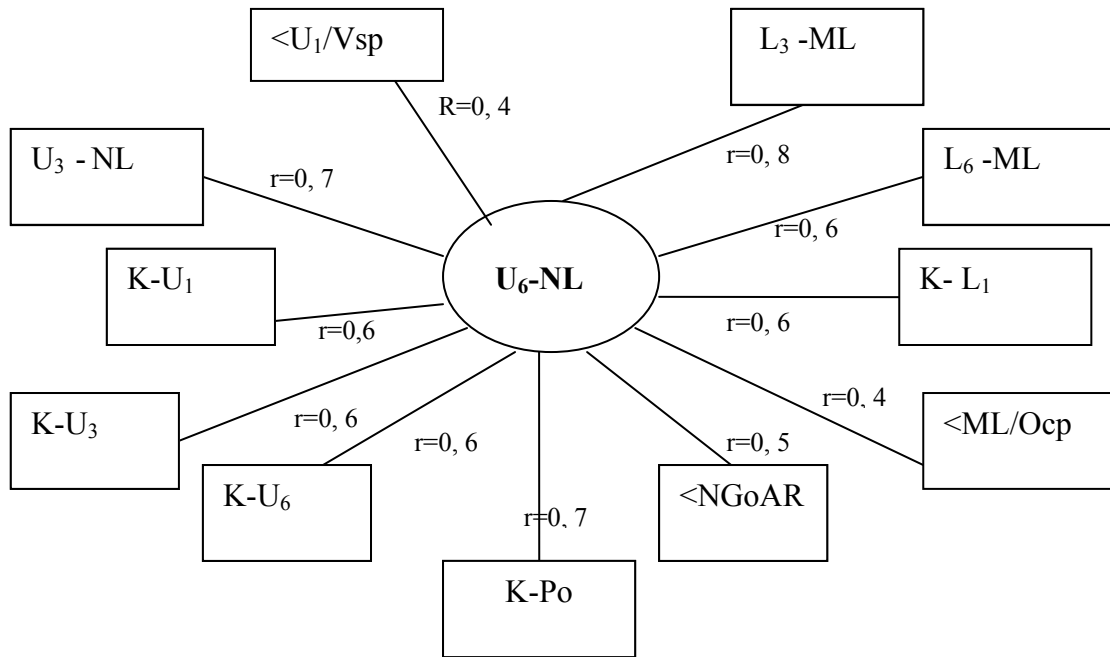 <U₁/Vsp
L₃ -ML
R=0, 4
U₃ - NL
r=0, 7
r=0, 8
L₆ -ML
r=0, 6
K-U₁
U₆-NL
K- L₁
r=0,6
r=0, 6
K-U₃
r=0, 6
r=0, 4
<ML/Ocp
r=0, 6
r=0, 5
K-U₆
<NGoAR
r=0, 7
K-Po